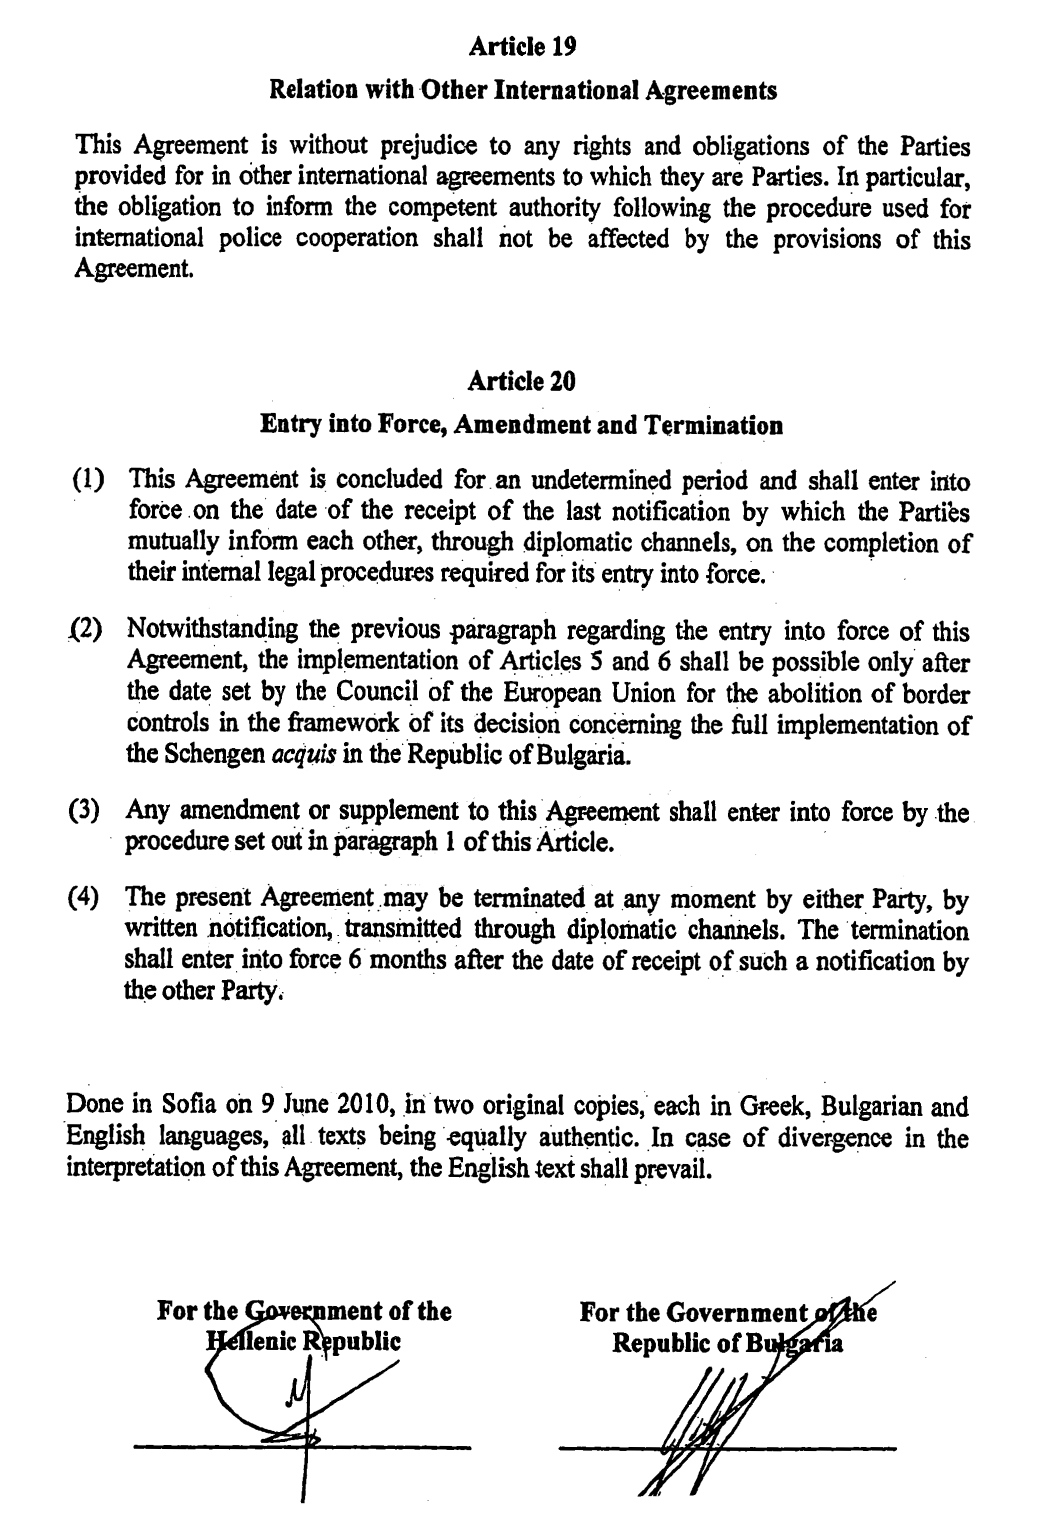 Article 19
Relation with Other International Agreements
This Agreement is without prejudice to any rights and obligations of the Parties
provided for in other international agreements to which they are Parties. In particular,
the obligation to inform the competent authority following the procedure used for
international police cooperation shall not be affected by the provisions of this
Agreement.
Article 20
Entry into Force, Amendment and Termination
(1) This Agreement is concluded for an undetermined period and shall enter into
force on the date of the receipt of the last notification by which the Parties
mutually inform each other, through diplomatic channels, on the completion of
their internal legal procedures required for its entry into force.
(2) Notwithstanding the previous paragraph regarding the entry into force of this
Agreement, the implementation of Articles 5 and 6 shall be possible only after
the date set by the Council of the European Union for the abolition of border
controls in the framework of its decision concerning the full implementation of
the Schengen acquis in the Republic of Bulgaria.
(3) Any amendment or supplement to this Agreement shall enter into force by the
procedure set out in paragraph 1 of this Article.
(4) The present Agreement may be terminated at any moment by either Party, by
written notification, transmitted through diplomatic channels. The termination
shall enter into force 6 months after the date of receipt of such a notification by
the other Party.
Done in Sofia on 9 June 2010, in two original copies, each in Greek, Bulgarian and
English languages, all texts being equally authentic. In case of divergence in the
interpretation of this Agreement, the English text shall prevail.
For the Government of the
Hellenic Republic
For the Government of the
Republic of Bulgaria